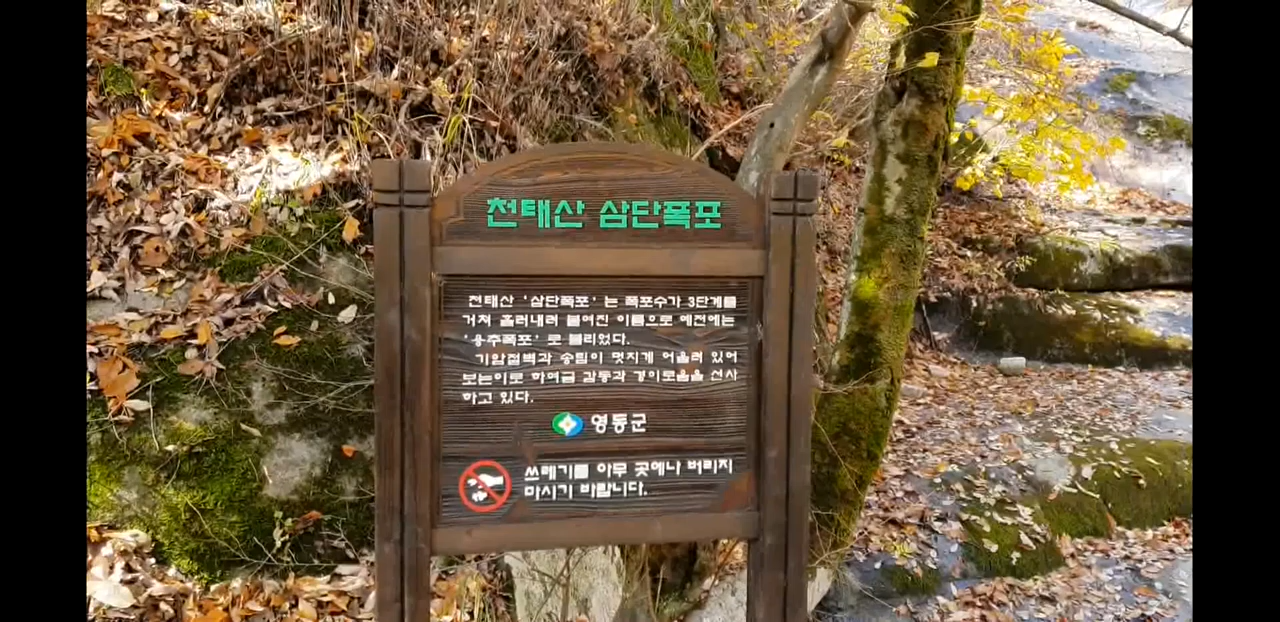 천태산 삼단폭포
천태산 '삼단폭포' 는 폭포수가 3단계를
거쳐 흘러내려 붙여진 이름으로 예전에는
'용추폭포' 로 불리었다.
기암절벽과 송림이 멋지게 어울려 있어
보는이로 하여금 감동과 경이로움을 선사
하고 있다.
영동군
쓰레기를 아무 곳에나 버리지
마시기 바랍니다.